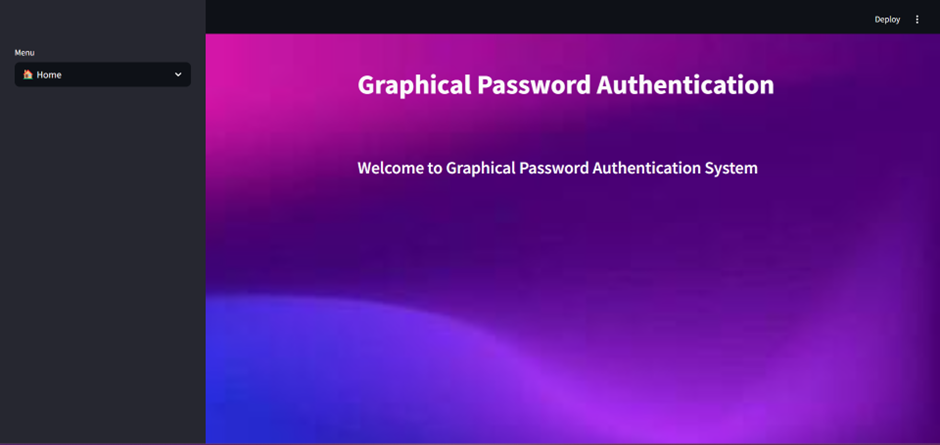 Deploy
Menu
🏠 Home
Graphical Password Authentication
Welcome to Graphical Password Authentication System